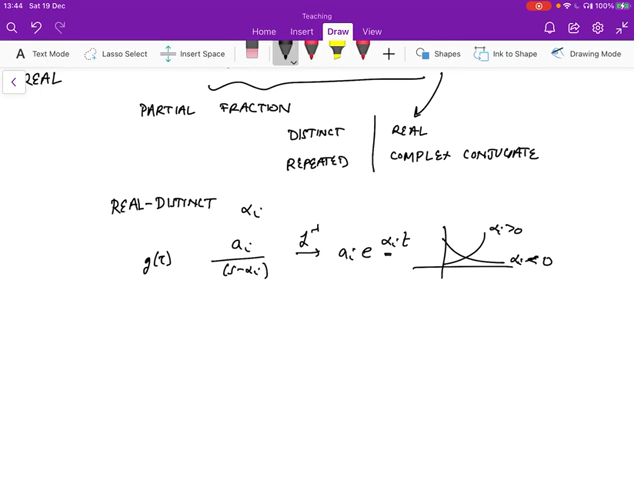 13:44 Sat 19 Dec
Teaching
100%
Home Insert Draw View
Text Mode Lasso Select Insert Space Shapes Ink to Shape Drawing Mode
REAL
PARTIAL FRACTION
DISTINCT REAL
REPEATED COMPLEX CONJUGATE
REAL-DISTINCT αi
g(t) ai/(s-αi) ℒ⁻¹→ ai e^αit αi>0
αi<0